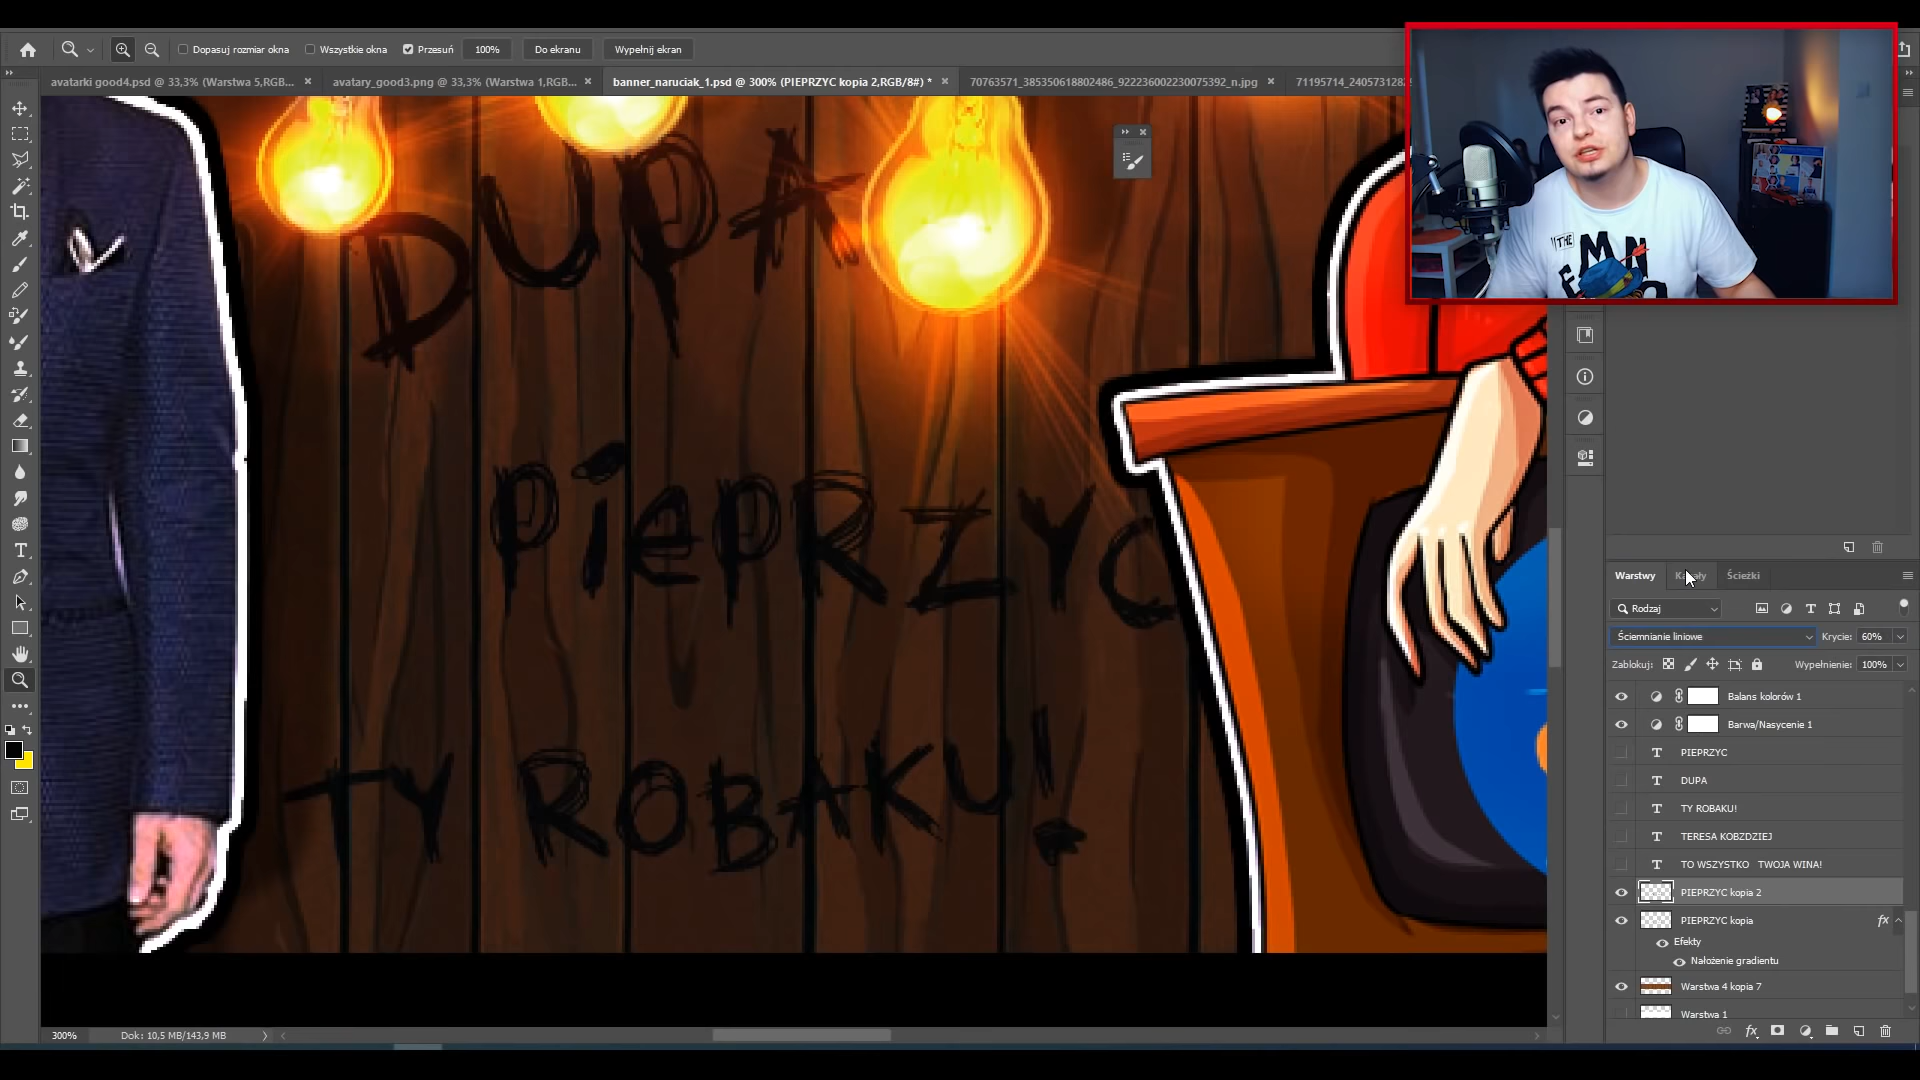 Dopasuj rozmiar okna Wszystkie okna Przesuń 100% Do ekranu Wypełnij ekran
avatarki good4.psd @ 33,3% (Warstwa 5,RGB... avatary_good3.png @ 33,3% (Warstwa 1,RGB... banner_naruciak_1.psd @ 300% (PIEPRZYC kopia 2,RGB/8#) * 70763571_385350618802486_922236002230075392_n.jpg
THE
DUPA
PiePRZYC
TY ROBAKU!
Warstwy Kanały Ścieżki
Rodzaj
Ściemnianie liniowe Krycie: 60%
Zablokuj: Wypełnienie: 100%
Balans kolorów 1
Barwa/Nasycenie 1
PIEPRZYC
DUPA
TY ROBAKU!
TERESA KOBZDZIEJ
TO WSZYSTKO TWOJA WINA!
PIEPRZYC kopia 2
PIEPRZYC kopia fx
Efekty
Nałożenie gradientu
Warstwa 4 kopia 7
Warstwa 1
300% Dok: 10,5 MB/143,9 MB